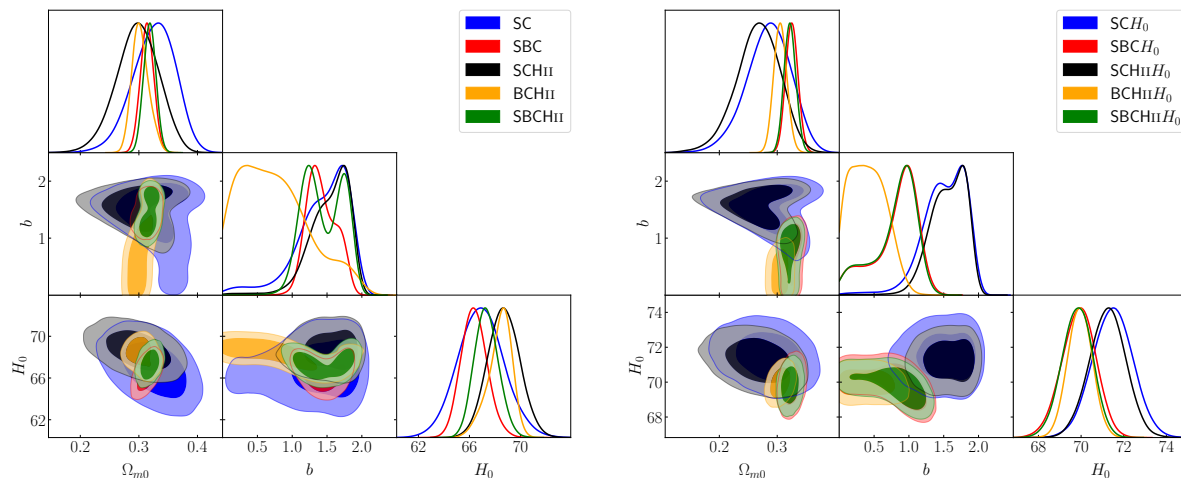 SC
SBC
SCHII
BCHII
SBCHII
2
1
b
70
66
62
H₀
0.2 0.3 0.4
Ωₘ₀
0.5 1.0 1.5 2.0
b
62 66 70
H₀
SCH₀
SBCH₀
SCHIIH₀
BCHIIH₀
SBCHIIH₀
2
1
b
74
72
70
68
H₀
0.2 0.3
Ωₘ₀
0.5 1.0 1.5 2.0
b
68 70 72 74
H₀